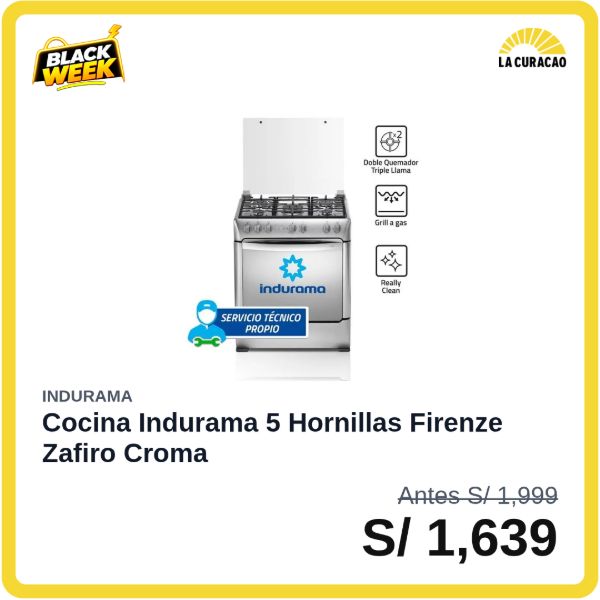 BLACK
WEEK
LA CURACAO
x2
Doble Quemador
Triple Llama
Grill a gas
Really
Clean
indurama
SERVICIO TÉCNICO
PROPIO
INDURAMA
Cocina Indurama 5 Hornillas Firenze
Zafiro Croma
Antes S/ 1,999
S/ 1,639